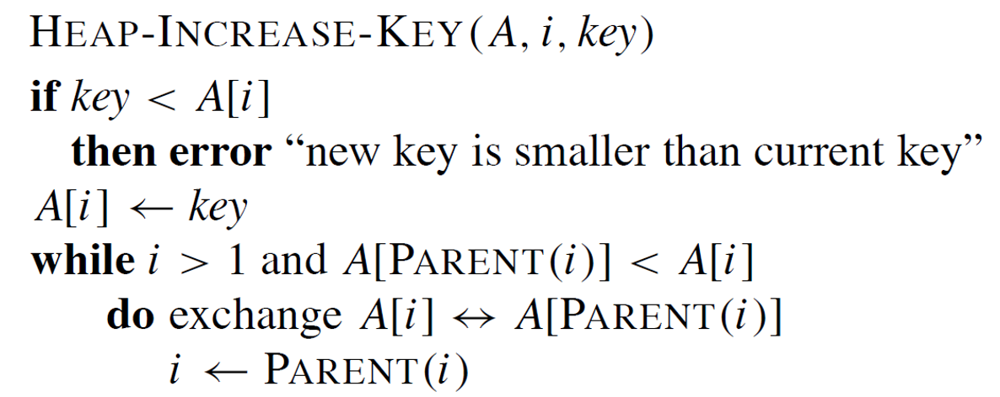 HEAP-INCREASE-KEY(A, i, key)
if key < A[i]
then error “new key is smaller than current key”
A[i] ← key
while i > 1 and A[PARENT(i)] < A[i]
do exchange A[i] ↔ A[PARENT(i)]
i ← PARENT(i)